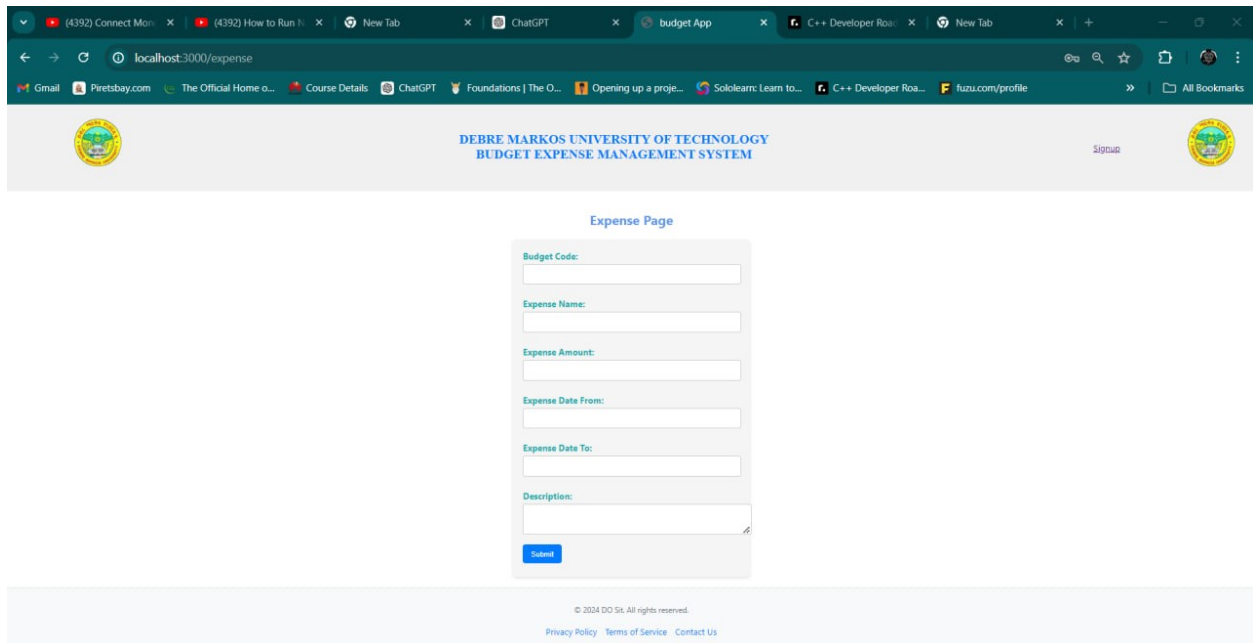 (4392) Connect Mon
(4392) How to Run N
New Tab
ChatGPT
budget App
C++ Developer Road
New Tab
localhost:3000/expense
Gmail
Piretsbay.com
The Official Home o...
Course Details
ChatGPT
Foundations | The O...
Opening up a proje...
Sololearn: Learn to...
C++ Developer Roa...
fuzu.com/profile
»
All Bookmarks
DEBRE MARKOS UNIVERSITY OF TECHNOLOGY
BUDGET EXPENSE MANAGEMENT SYSTEM
Signup
Expense Page
Budget Code:
Expense Name:
Expense Amount:
Expense Date From:
Expense Date To:
Description:
Submit
© 2024 DO Sit. All rights reserved.
Privacy Policy Terms of Service Contact Us